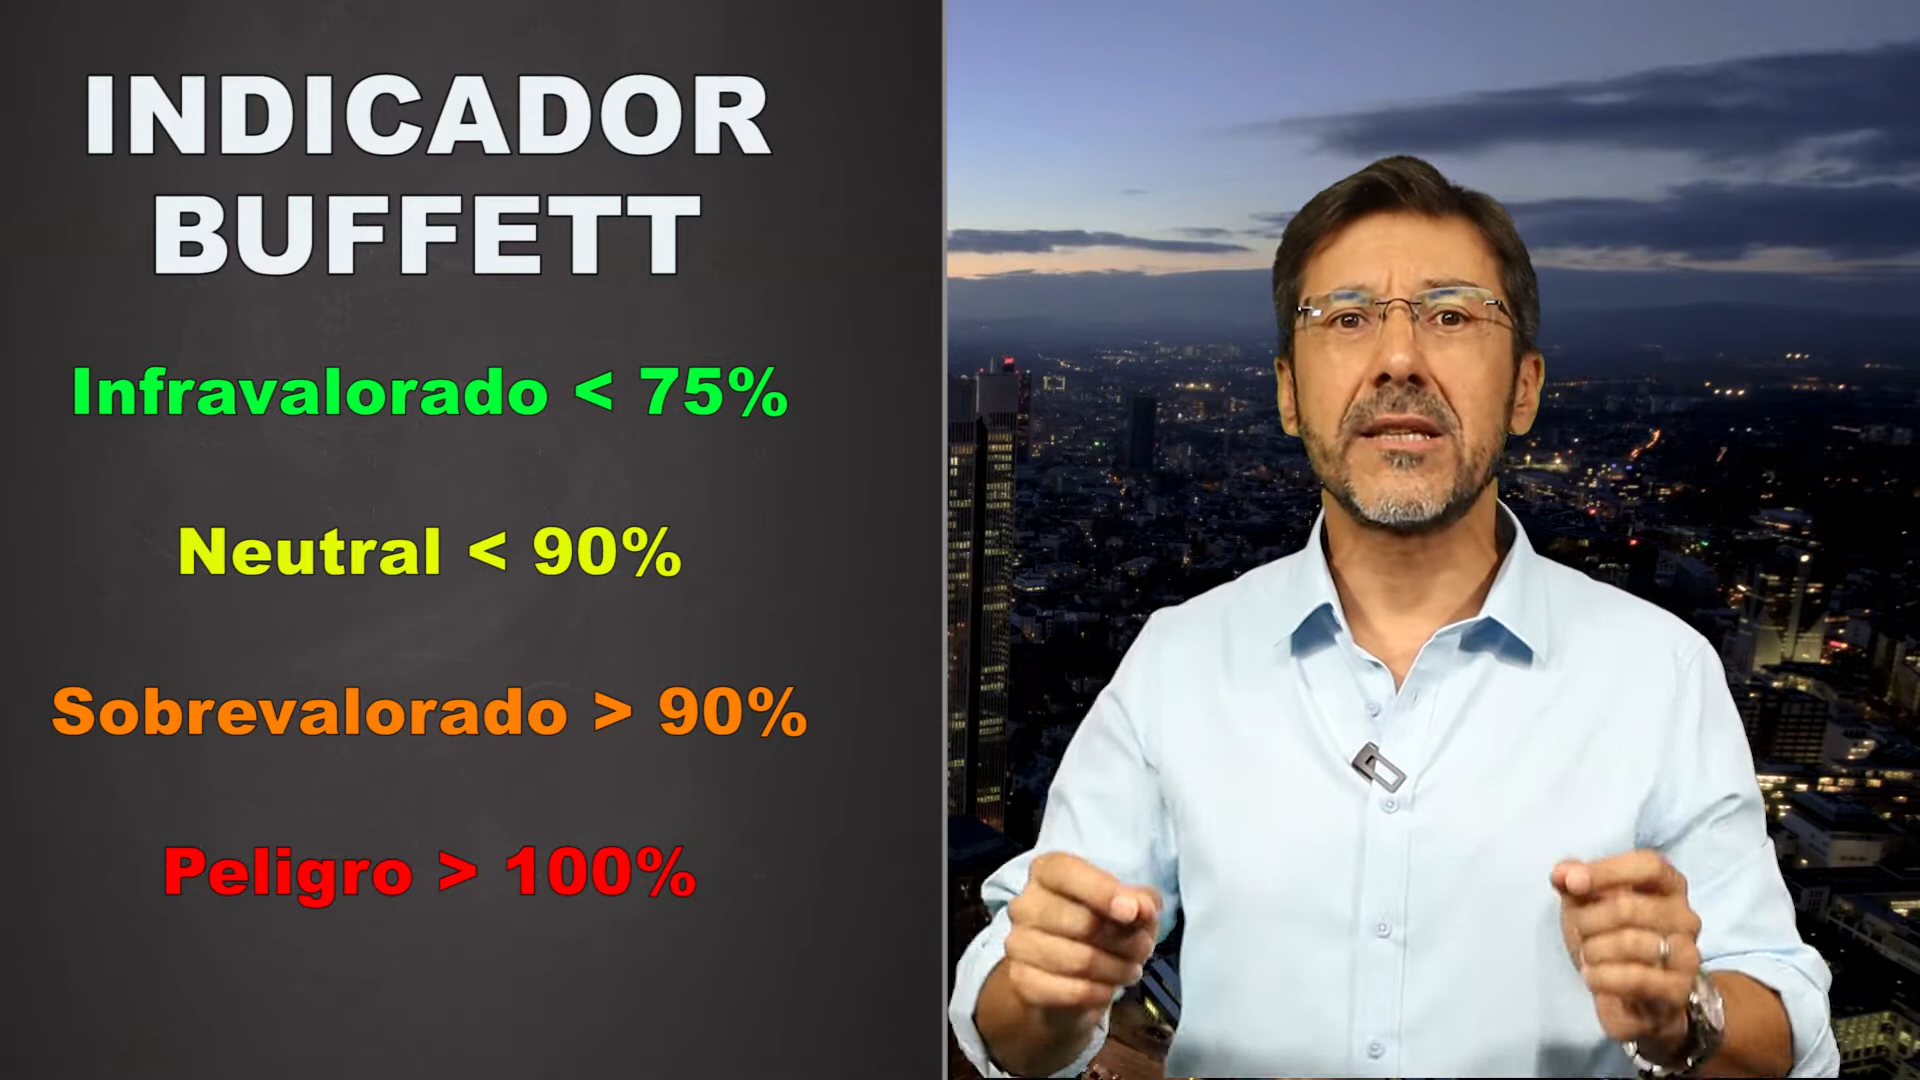 INDICADOR
BUFFETT
Infravalorado < 75%
Neutral < 90%
Sobrevalorado > 90%
Peligro > 100%